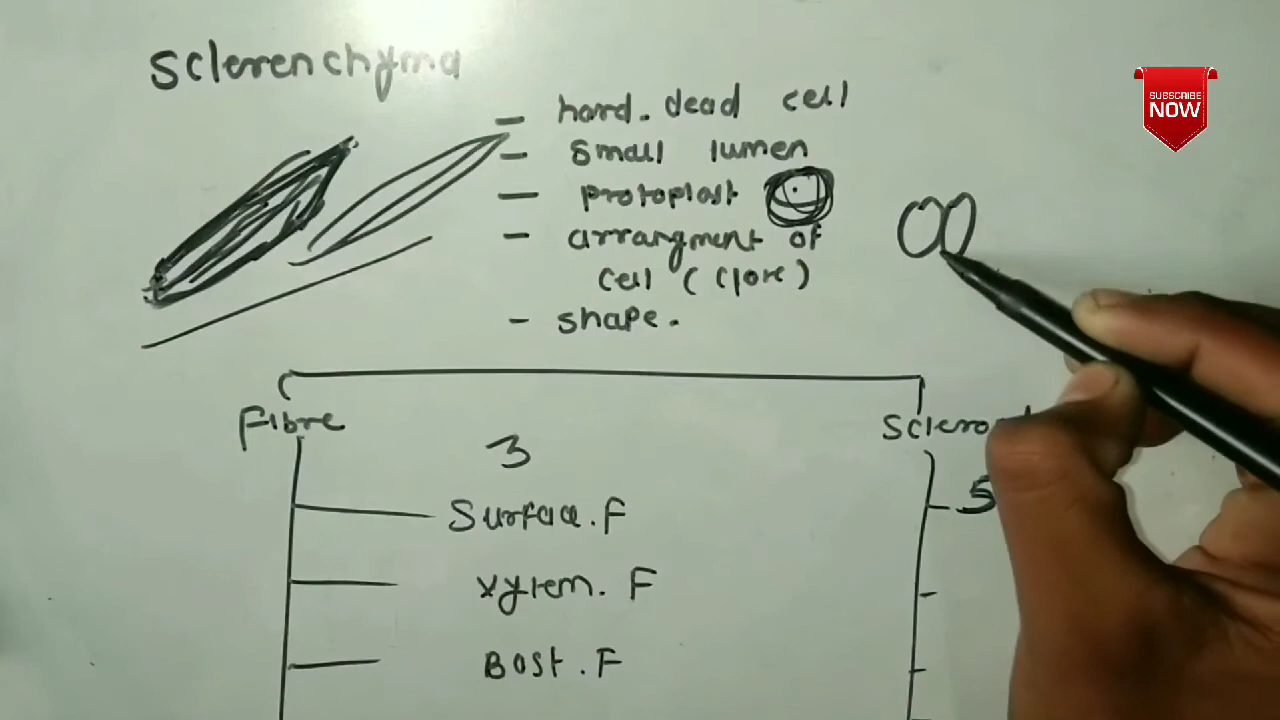 Sclerenchyma
- hard. dead cell
- small lumen
- protoplast
- arrangment of
cell (close)
- shape.
Fibre
3
Surface. F
xylem. F
Bast. F
5
SUBSCRIBE
NOW